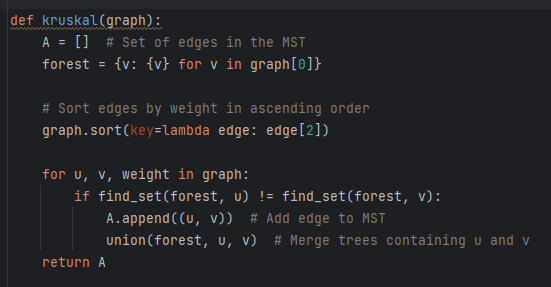 def kruskal(graph):
    A = []  # Set of edges in the MST
    forest = {v: {v} for v in graph[0]}

    # Sort edges by weight in ascending order
    graph.sort(key=lambda edge: edge[2])

    for u, v, weight in graph:
        if find_set(forest, u) != find_set(forest, v):
            A.append((u, v))  # Add edge to MST
            union(forest, u, v)  # Merge trees containing u and v
    return A